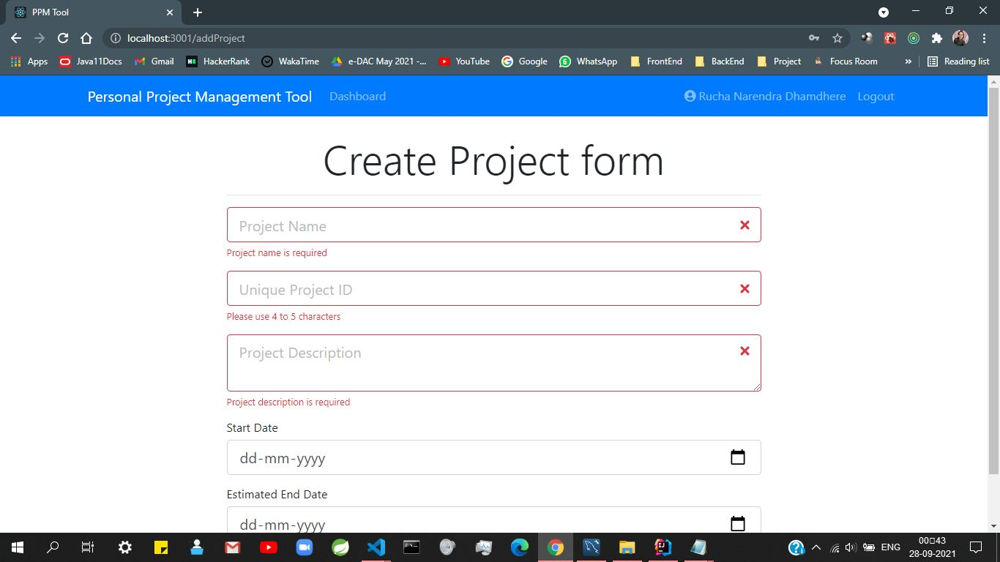 PPM Tool
localhost:3001/addProject
Apps Java11Docs Gmail HackerRank WakaTime e-DAC May 2021 -... YouTube Google WhatsApp FrontEnd BackEnd Project Focus Room » Reading list
Personal Project Management Tool Dashboard Rucha Narendra Dhamdhere Logout
Create Project form
Project Name
Project name is required
Unique Project ID
Please use 4 to 5 characters
Project Description
Project description is required
Start Date
dd-mm-yyyy
Estimated End Date
dd-mm-yyyy
ENG
00▯43
28-09-2021